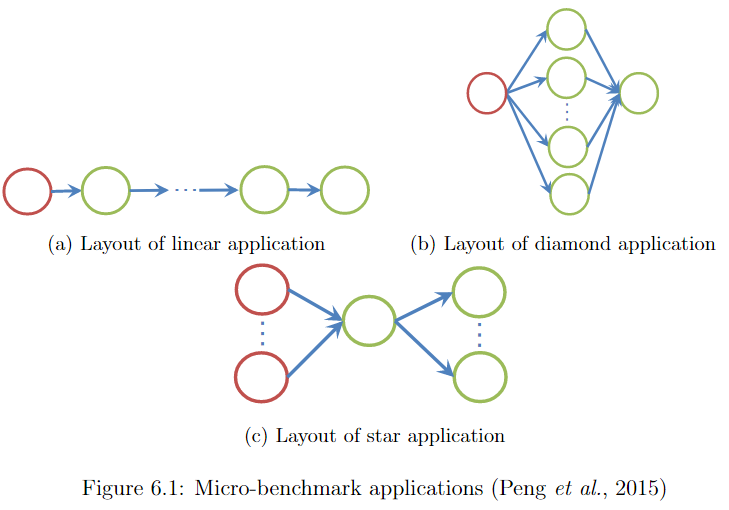 (a) Layout of linear application
(b) Layout of diamond application
(c) Layout of star application
Figure 6.1: Micro-benchmark applications (Peng et al., 2015)